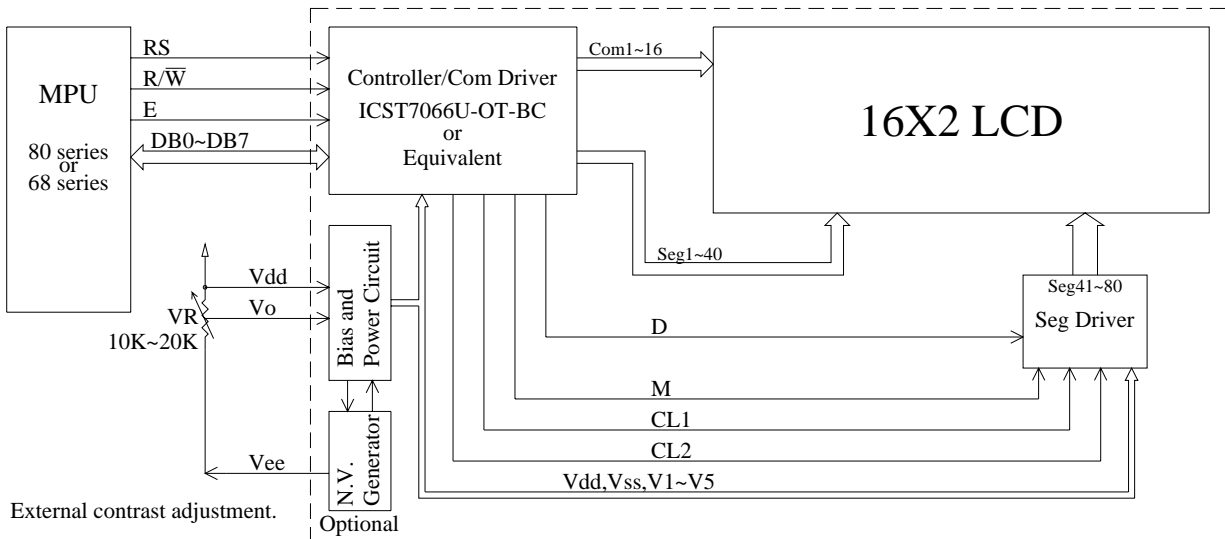 MPU
80 series
or
68 series
RS
R/W̅
E
DB0~DB7
Controller/Com Driver
ICST7066U-OT-BC
or
Equivalent
Com1~16
16X2 LCD
Seg1~40
Seg41~80
Seg Driver
Vdd
Vo
VR
10K~20K
Bias and
Power Circuit
D
M
CL1
CL2
Vdd,Vss,V1~V5
Vee
N.V.
Generator
Optional
External contrast adjustment.